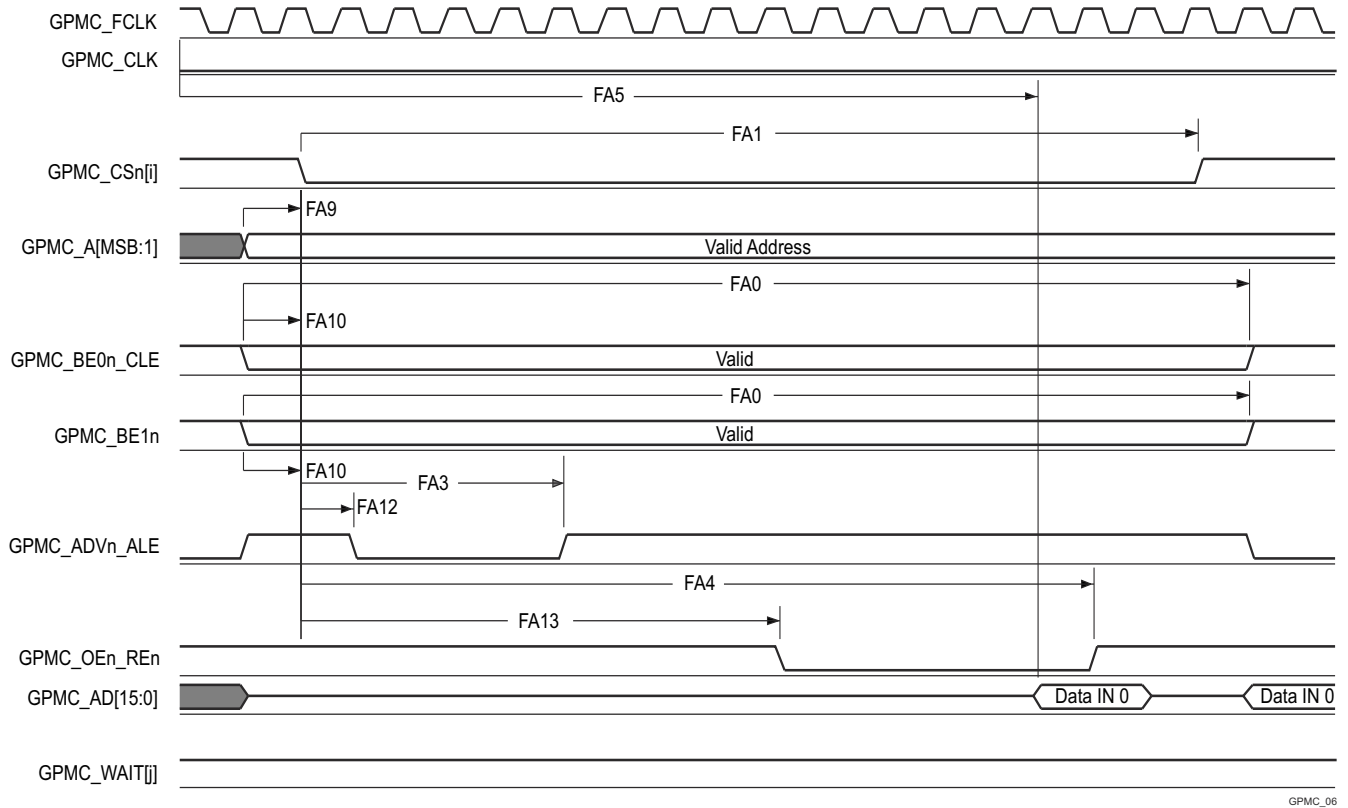 GPMC_FCLK
GPMC_CLK
FA5
FA1
GPMC_CSn[i]
FA9
GPMC_A[MSB:1]
Valid Address
FA0
FA10
GPMC_BE0n_CLE
Valid
FA0
GPMC_BE1n
Valid
FA10
FA3
FA12
GPMC_ADVn_ALE
FA4
FA13
GPMC_OEn_REn
GPMC_AD[15:0]
Data IN 0
Data IN 0
GPMC_WAIT[j]
GPMC_06